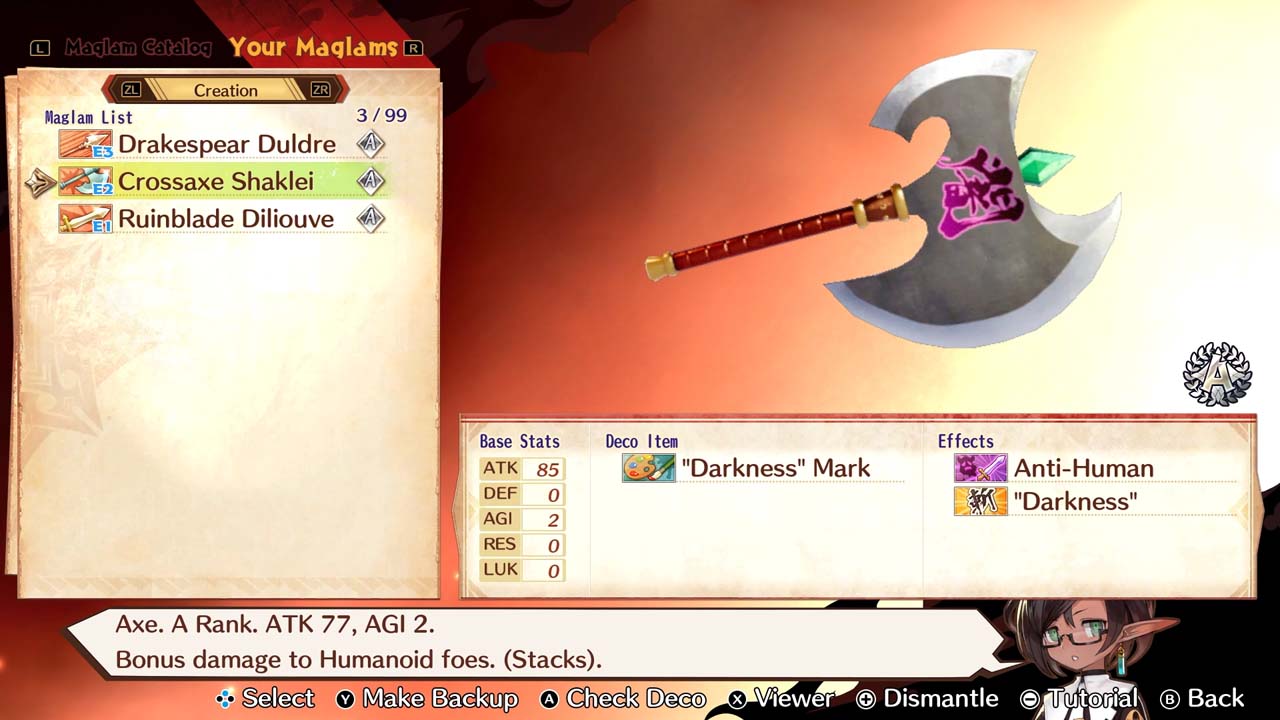 L Maglam Catalog Your Maglams R
ZL Creation ZR
Maglam List 3 / 99
E3 Drakespear Duldre A
E2 Crossaxe Shaklei A
E1 Ruinblade Diliouve A
闇
A
Base Stats
ATK 85
DEF 0
AGI 2
RES 0
LUK 0
Deco Item
"Darkness" Mark
Effects
Anti-Human
斬 "Darkness"
Axe. A Rank. ATK 77, AGI 2.
Bonus damage to Humanoid foes. (Stacks).
Select Y Make Backup A Check Deco X Viewer + Dismantle − Tutorial B Back